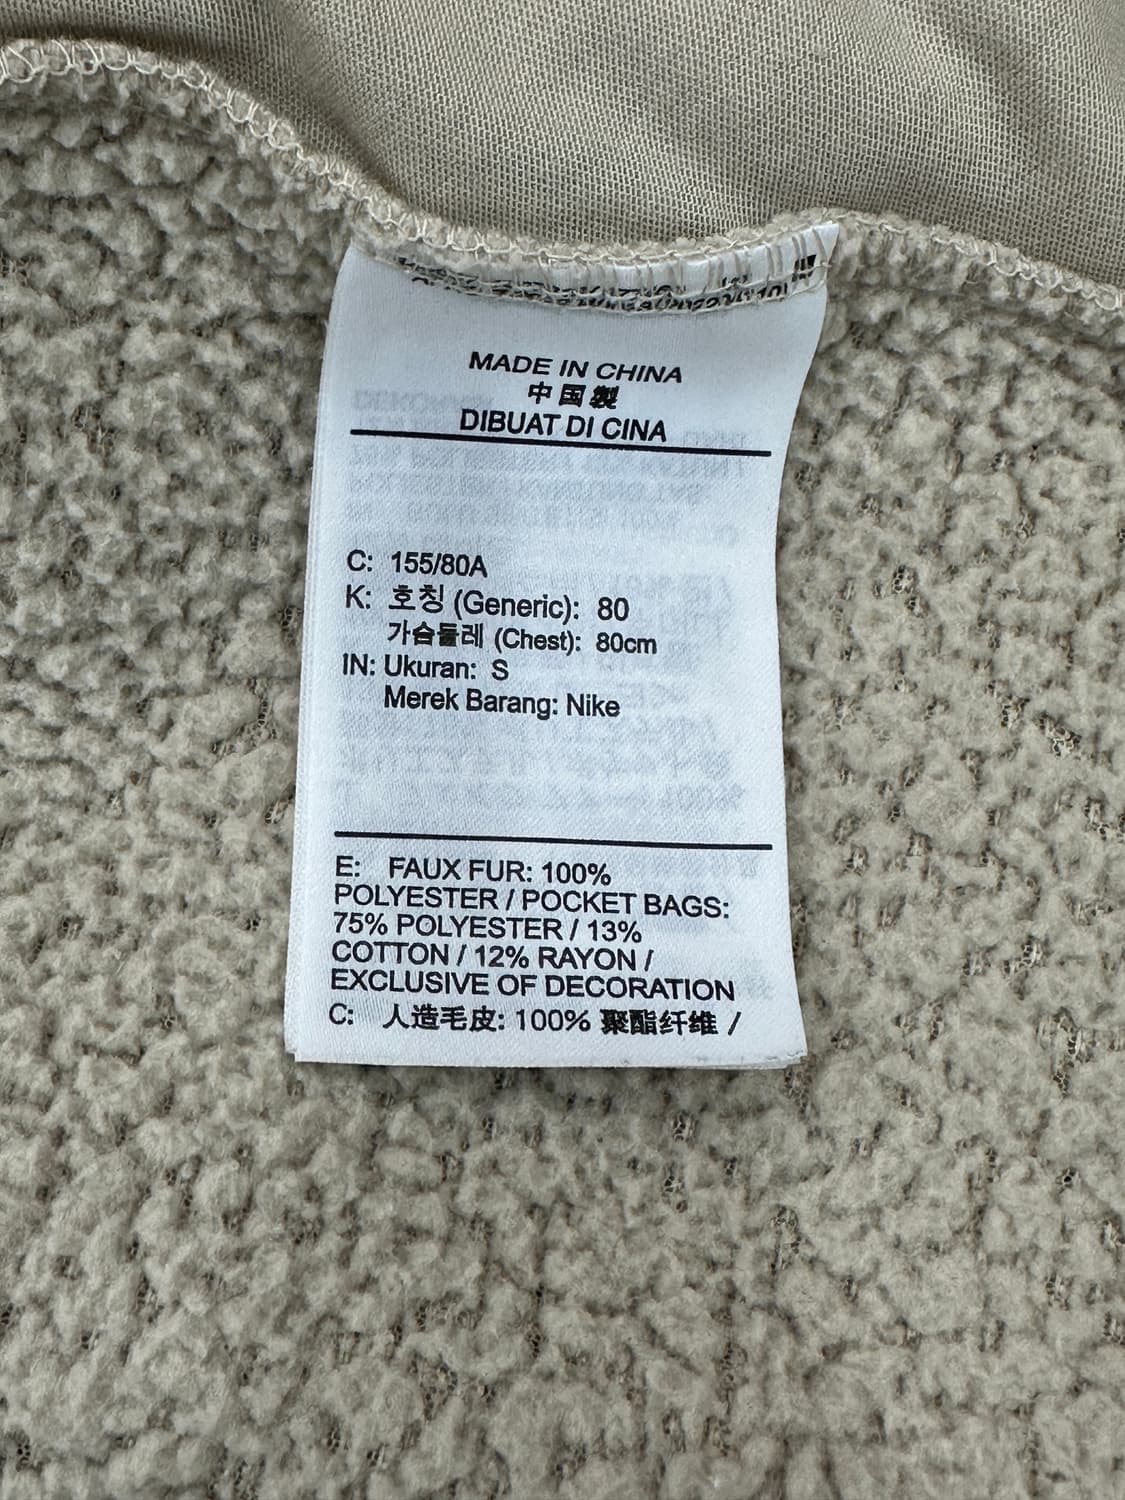 MADE IN CHINA
中国製
DIBUAT DI CINA
C: 155/80A
K: 호칭 (Generic): 80
가슴둘레 (Chest): 80cm
IN: Ukuran: S
Merek Barang: Nike
E: FAUX FUR: 100%
POLYESTER / POCKET BAGS:
75% POLYESTER / 13%
COTTON / 12% RAYON /
EXCLUSIVE OF DECORATION
C: 人造毛皮: 100% 聚酯纤维 /